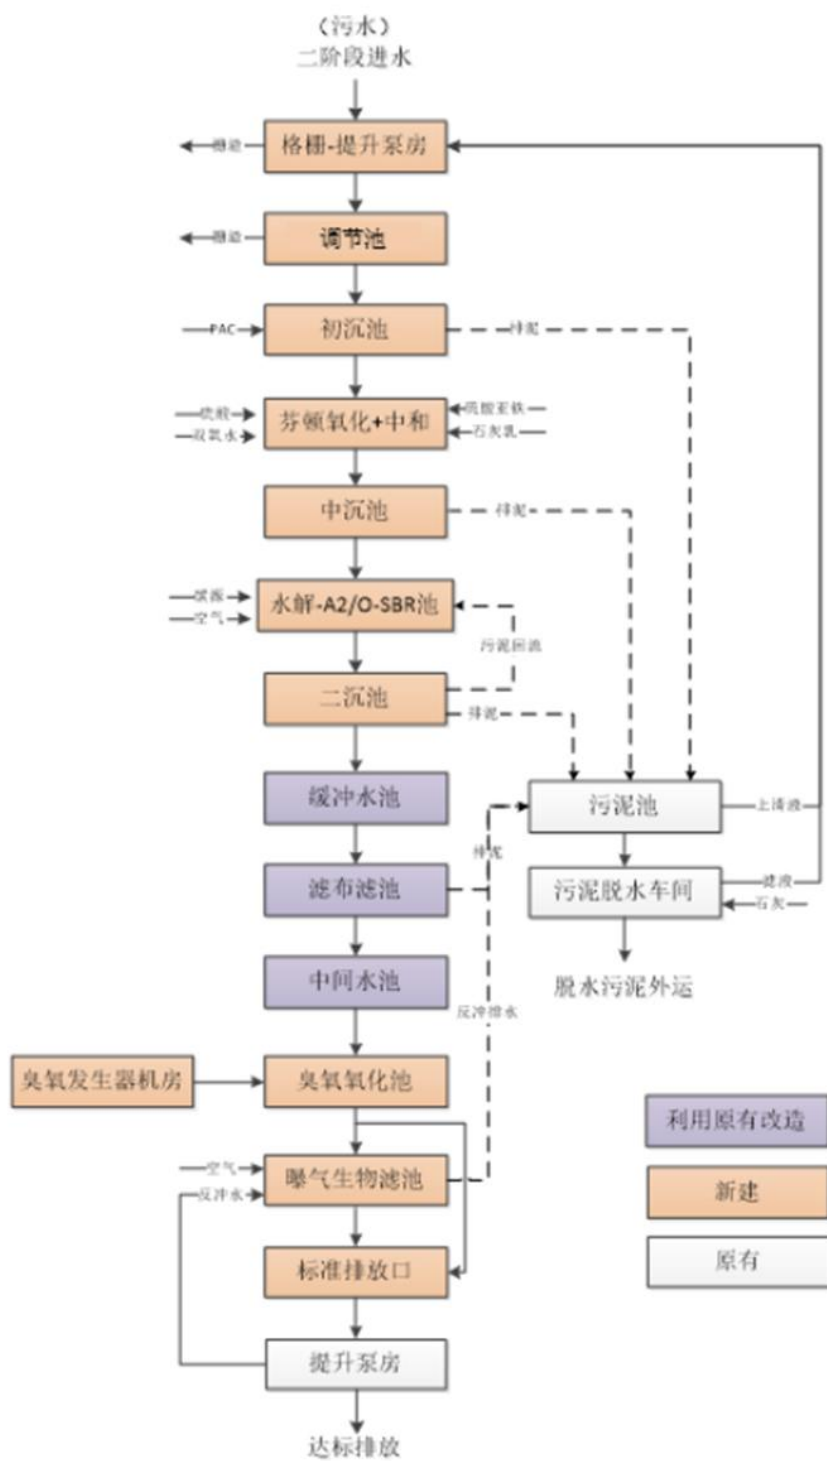 （污水）
二阶段进水
栅渣
格栅-提升泵房
栅渣
调节池
PAC
初沉池
排泥
硫酸
双氧水
芬顿氧化+中和
硫酸亚铁
石灰乳
中沉池
排泥
碳源
空气
水解-A2/O-SBR池
污泥回流
二沉池
排泥
缓冲水池
污泥池
上清液
排泥
滤布滤池
污泥脱水车间
滤液
石灰
中间水池
脱水污泥外运
反冲排水
臭氧发生器机房
臭氧氧化池
利用原有改造
空气
反冲水
曝气生物滤池
新建
标准排放口
原有
提升泵房
达标排放